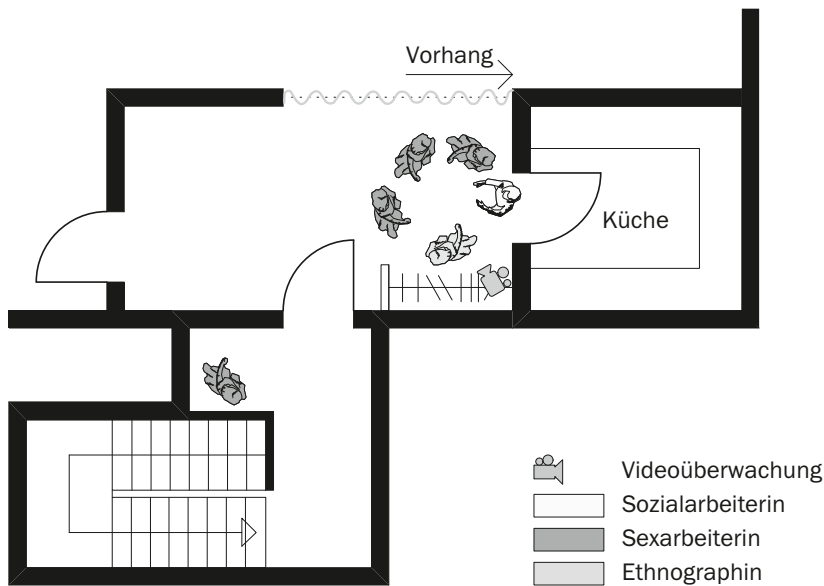 Vorhang
Küche
Videoüberwachung
Sozialarbeiterin
Sexarbeiterin
Ethnographin